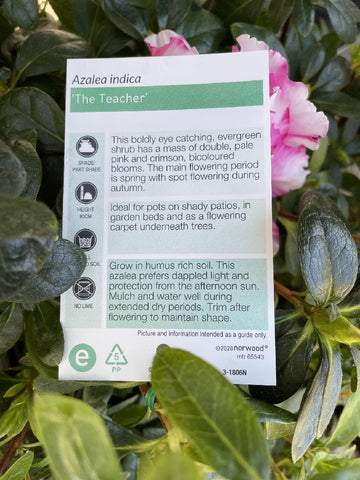 Azalea indica
'The Teacher'
This boldly eye catching, evergreen
shrub has a mass of double, pale
pink and crimson, bicoloured
blooms. The main flowering period
is spring with spot flowering during
autumn.
SHADE/
PART SHADE
HEIGHT
80CM
Ideal for pots on shady patios, in
garden beds and as a flowering
carpet underneath trees.
SOIL
NO LIME
Grow in humus rich soil. This
azalea prefers dappled light and
protection from the afternoon sun.
Mulch and water well during
extended dry periods. Trim after
flowering to maintain shape.
Picture and information intended as a guide only.
e
5
PP
©2020 norwood®
mfr 65543
3-1806N